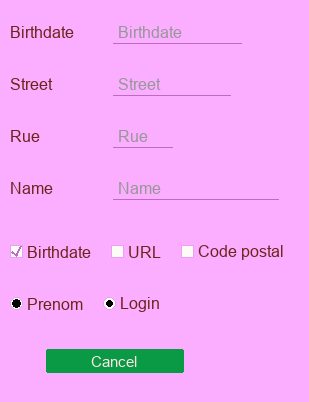 Birthdate Birthdate
Street Street
Rue Rue
Name Name
Birthdate URL Code postal
Prenom Login
Cancel